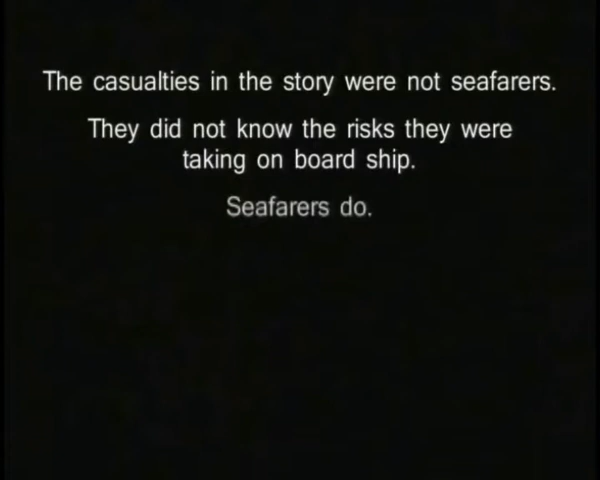 The casualties in the story were not seafarers.
They did not know the risks they were
taking on board ship.
Seafarers do.